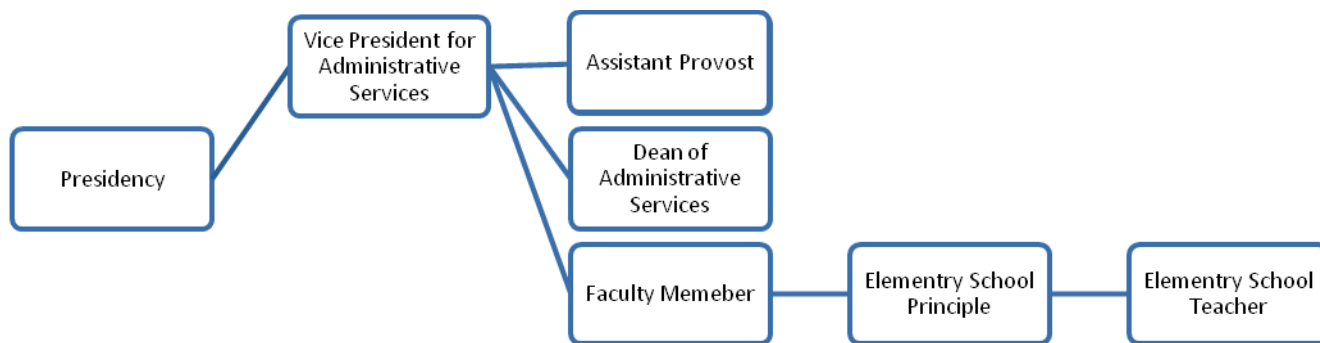 Presidency
Vice President for
Administrative
Services
Assistant Provost
Dean of
Administrative
Services
Faculty Memeber
Elementry School
Principle
Elementry School
Teacher